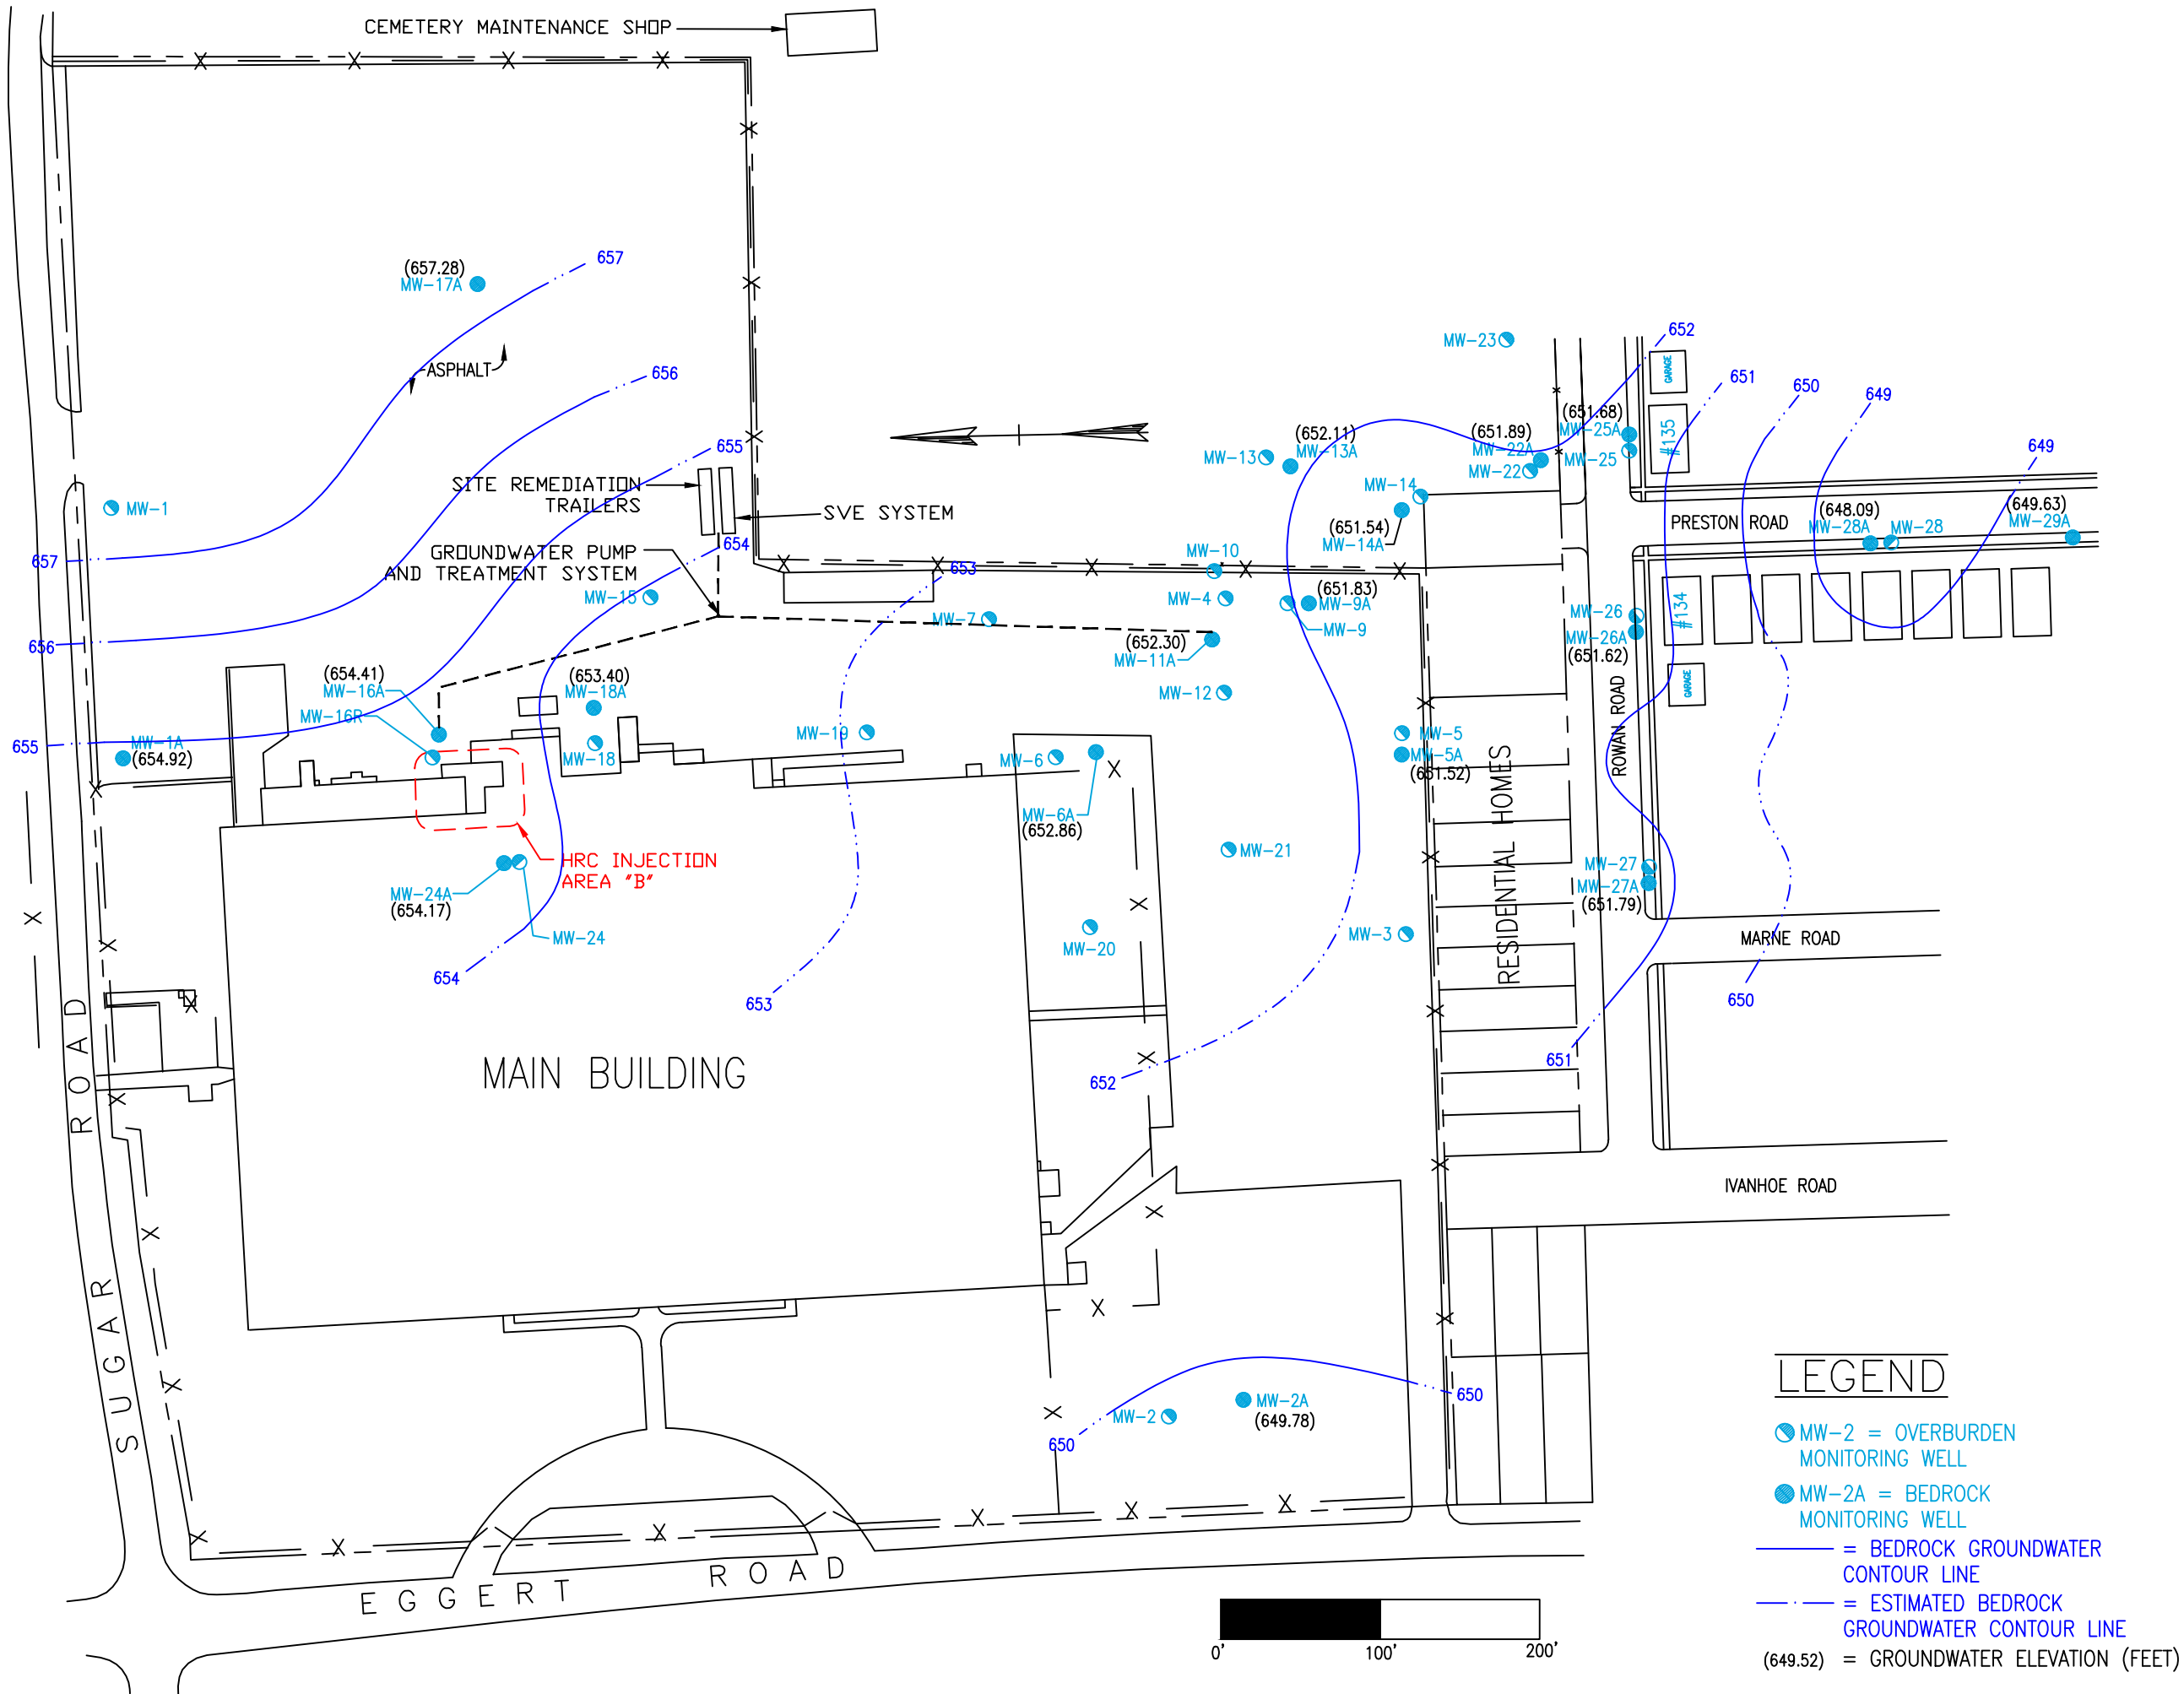 CEMETERY MAINTENANCE SHOP
(657.28)
MW-17A
657
ASPHALT
656
655
SITE REMEDIATION
TRAILERS
SVE SYSTEM
GROUNDWATER PUMP
AND TREATMENT SYSTEM
654
653
MW-1
657
656
655
MW-1A
(654.92)
MW-15
MW-7
(654.41)
MW-16A
MW-16R
(653.40)
MW-18A
MW-18
MW-19
MW-6
MW-6A
(652.86)
HRC INJECTION
AREA "B"
MW-24A
(654.17)
MW-24
654
653
MW-20
MW-21
652
MAIN BUILDING
MW-23
652
GARAGE
651
650
649
649
(652.11)
MW-13
MW-13A
(651.89)
MW-22A
MW-22
(651.68)
MW-25A
MW-25
#135
MW-14
(651.54)
MW-14A
PRESTON ROAD
(648.09)
MW-28A
MW-28
(649.63)
MW-29A
MW-10
MW-4
(651.83)
MW-9A
MW-9
(652.30)
MW-11A
MW-12
MW-26
MW-26A
(651.62)
#134
GARAGE
ROWAN ROAD
MW-5
MW-5A
(651.52)
RESIDENTIAL HOMES
MW-3
MW-27
MW-27A
(651.79)
MARNE ROAD
650
651
IVANHOE ROAD
650
MW-2
MW-2A
(649.78)
650
SUGAR ROAD
EGGERT ROAD
0'
100'
200'
LEGEND
MW-2 = OVERBURDEN
MONITORING WELL
MW-2A = BEDROCK
MONITORING WELL
= BEDROCK GROUNDWATER
CONTOUR LINE
= ESTIMATED BEDROCK
GROUNDWATER CONTOUR LINE
(649.52) = GROUNDWATER ELEVATION (FEET)